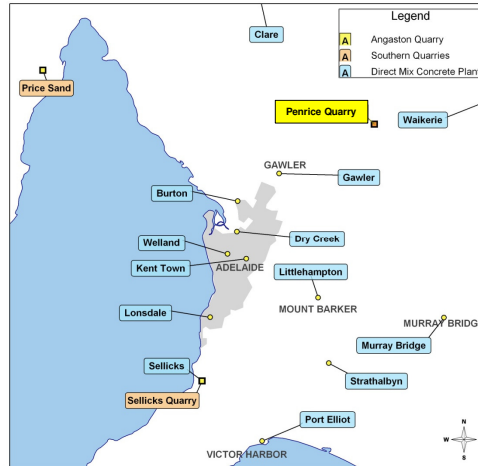 Legend
A Angaston Quarry
A Southern Quarries
A Direct Mix Concrete Plant
Clare
Price Sand
Penrice Quarry
Waikerie
GAWLER
Gawler
Burton
Dry Creek
Welland
Kent Town
ADELAIDE
Littlehampton
MOUNT BARKER
Lonsdale
MURRAY BRIDG
Murray Bridge
Sellicks
Strathalbyn
Sellicks Quarry
Port Elliot
VICTOR HARBOR
N
W E
S